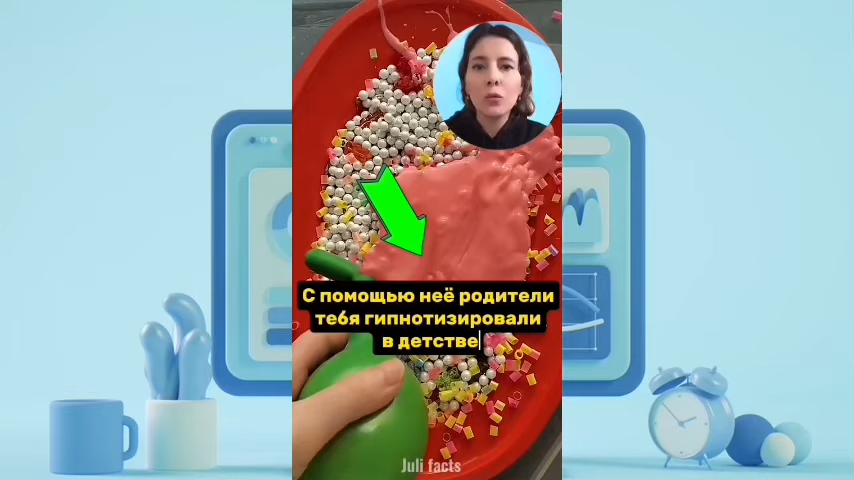 С помощью неё родители
тебя гипнотизировали
в детстве
Juli facts